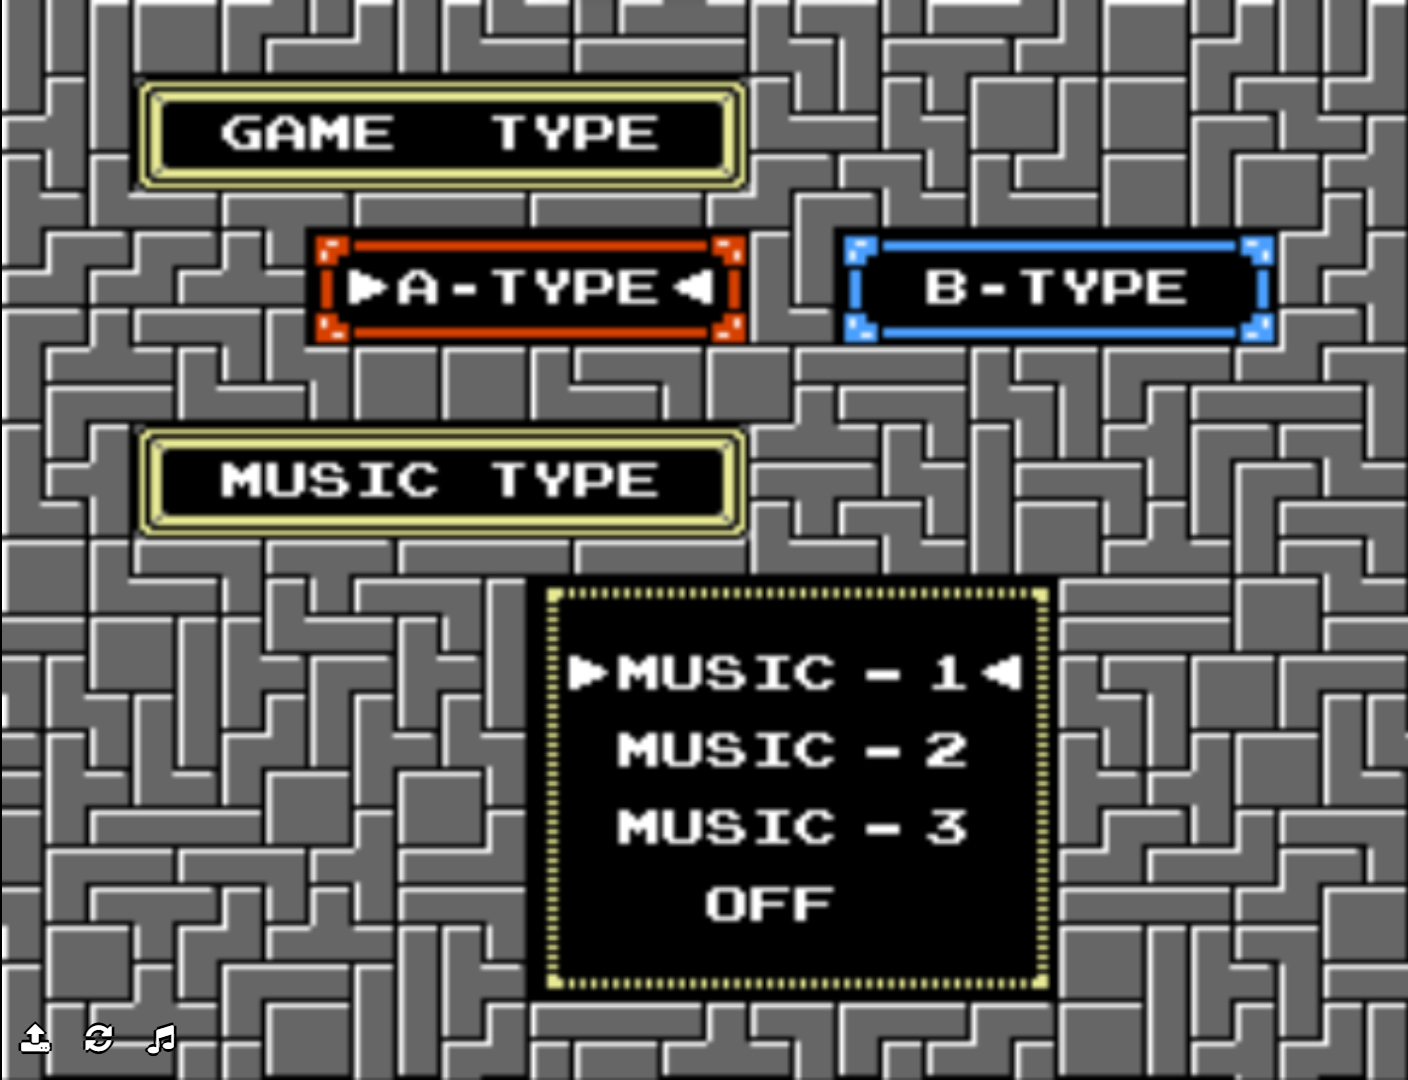 GAME TYPE
A-TYPE B-TYPE
MUSIC TYPE
MUSIC - 1
MUSIC - 2
MUSIC - 3
OFF